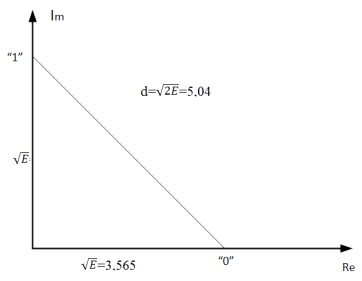 Im
“1”
d=√2E=5,04
√E
√E=3,565
“0”
Re